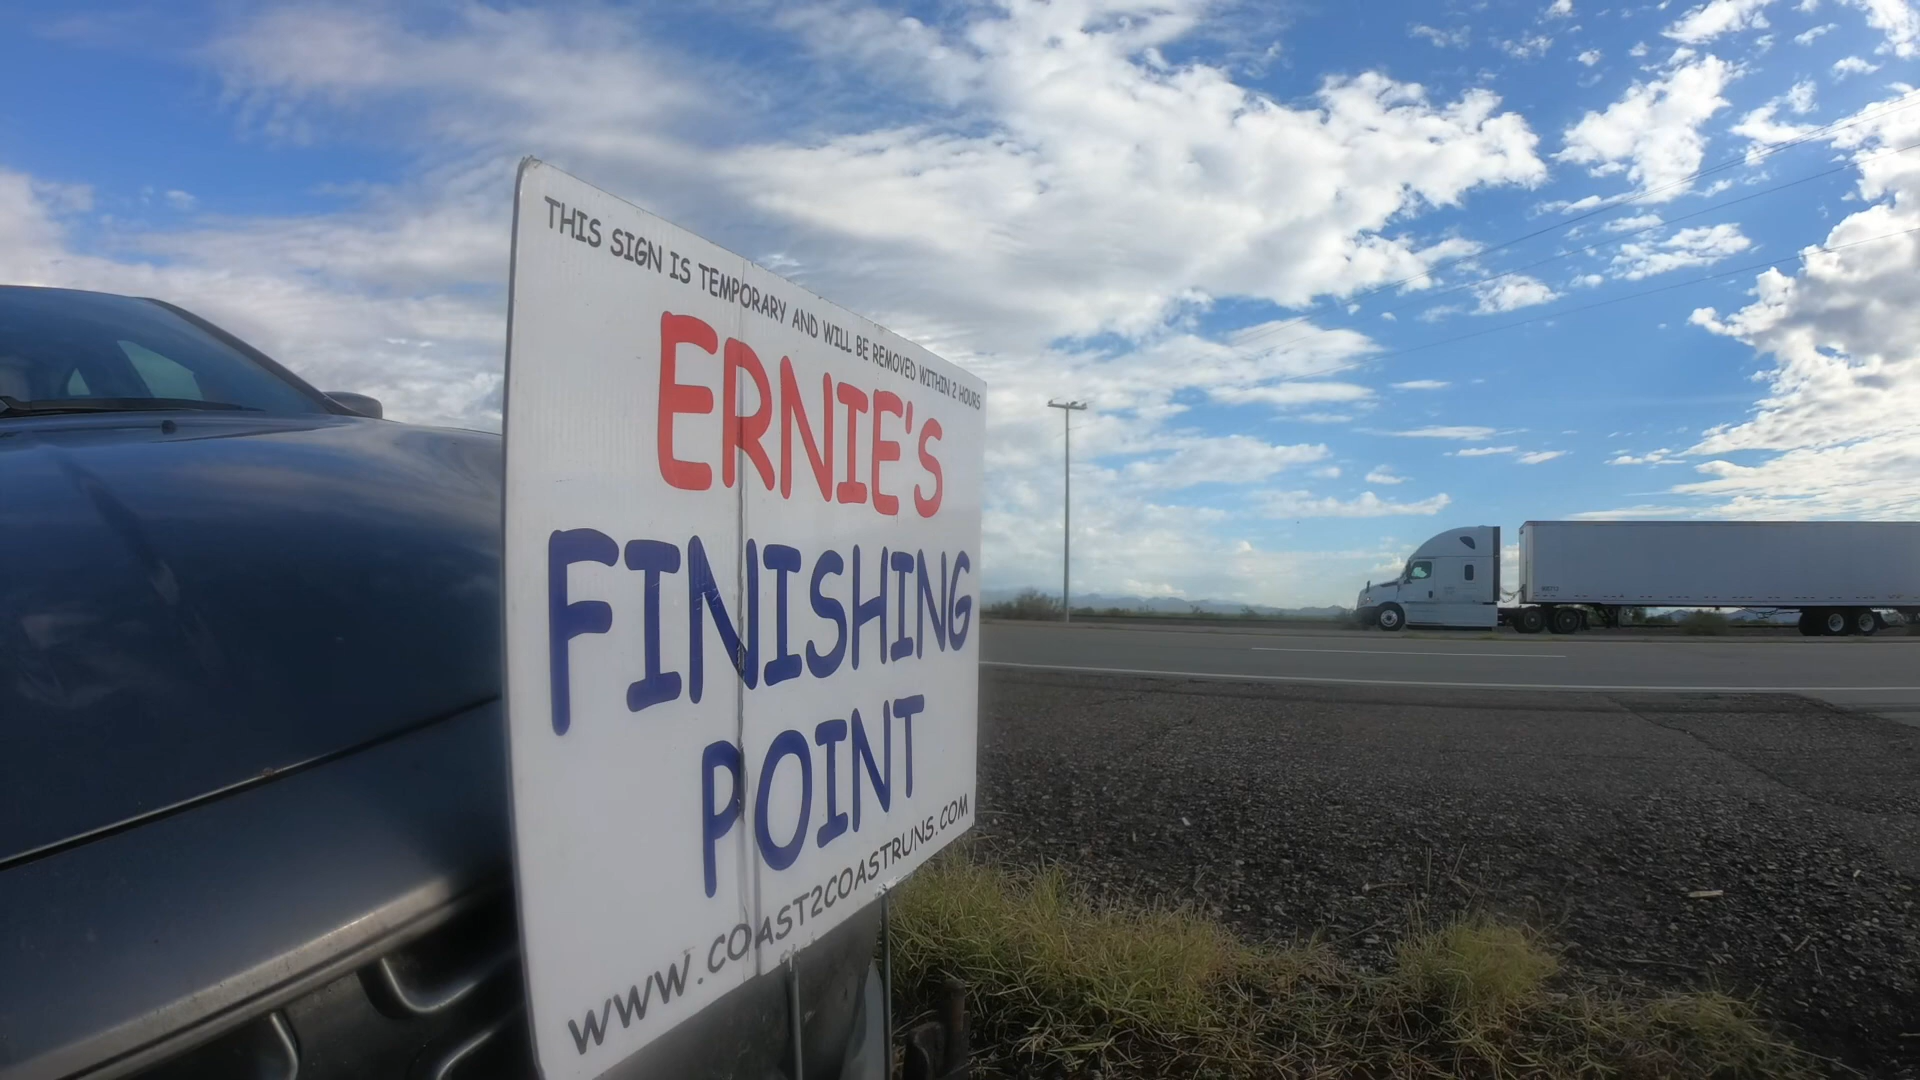 THIS SIGN IS TEMPORARY AND WILL BE REMOVED WITHIN 2 HOURS
ERNIE'S
FINISHING
POINT
WWW.COAST2COASTRUNS.COM